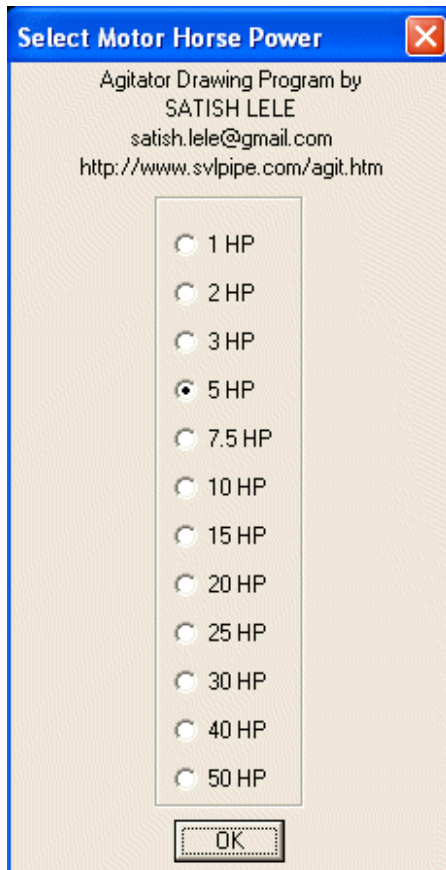 Select Motor Horse Power
Agitator Drawing Program by
SATISH LELE
satish.lele@gmail.com
http://www.svlpipe.com/agit.htm
1 HP
2 HP
3 HP
5 HP
7.5 HP
10 HP
15 HP
20 HP
25 HP
30 HP
40 HP
50 HP
OK